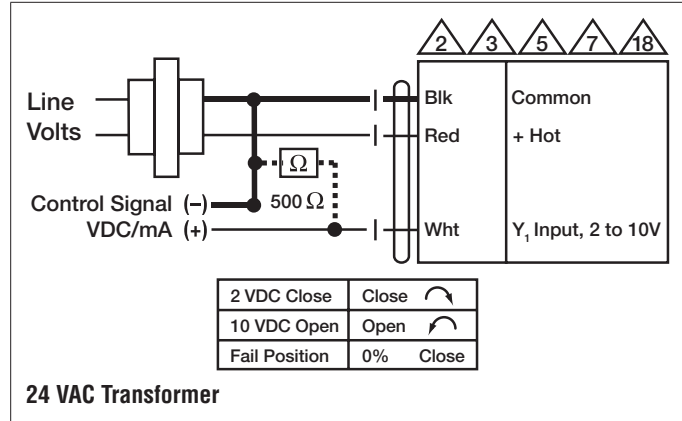 2 3 5 7 18
Line
Volts
Blk Common
Red + Hot
Ω
500 Ω
Control Signal (–)
VDC/mA (+)
Wht Y₁ Input, 2 to 10V
2 VDC Close Close
10 VDC Open Open
Fail Position 0% Close
24 VAC Transformer